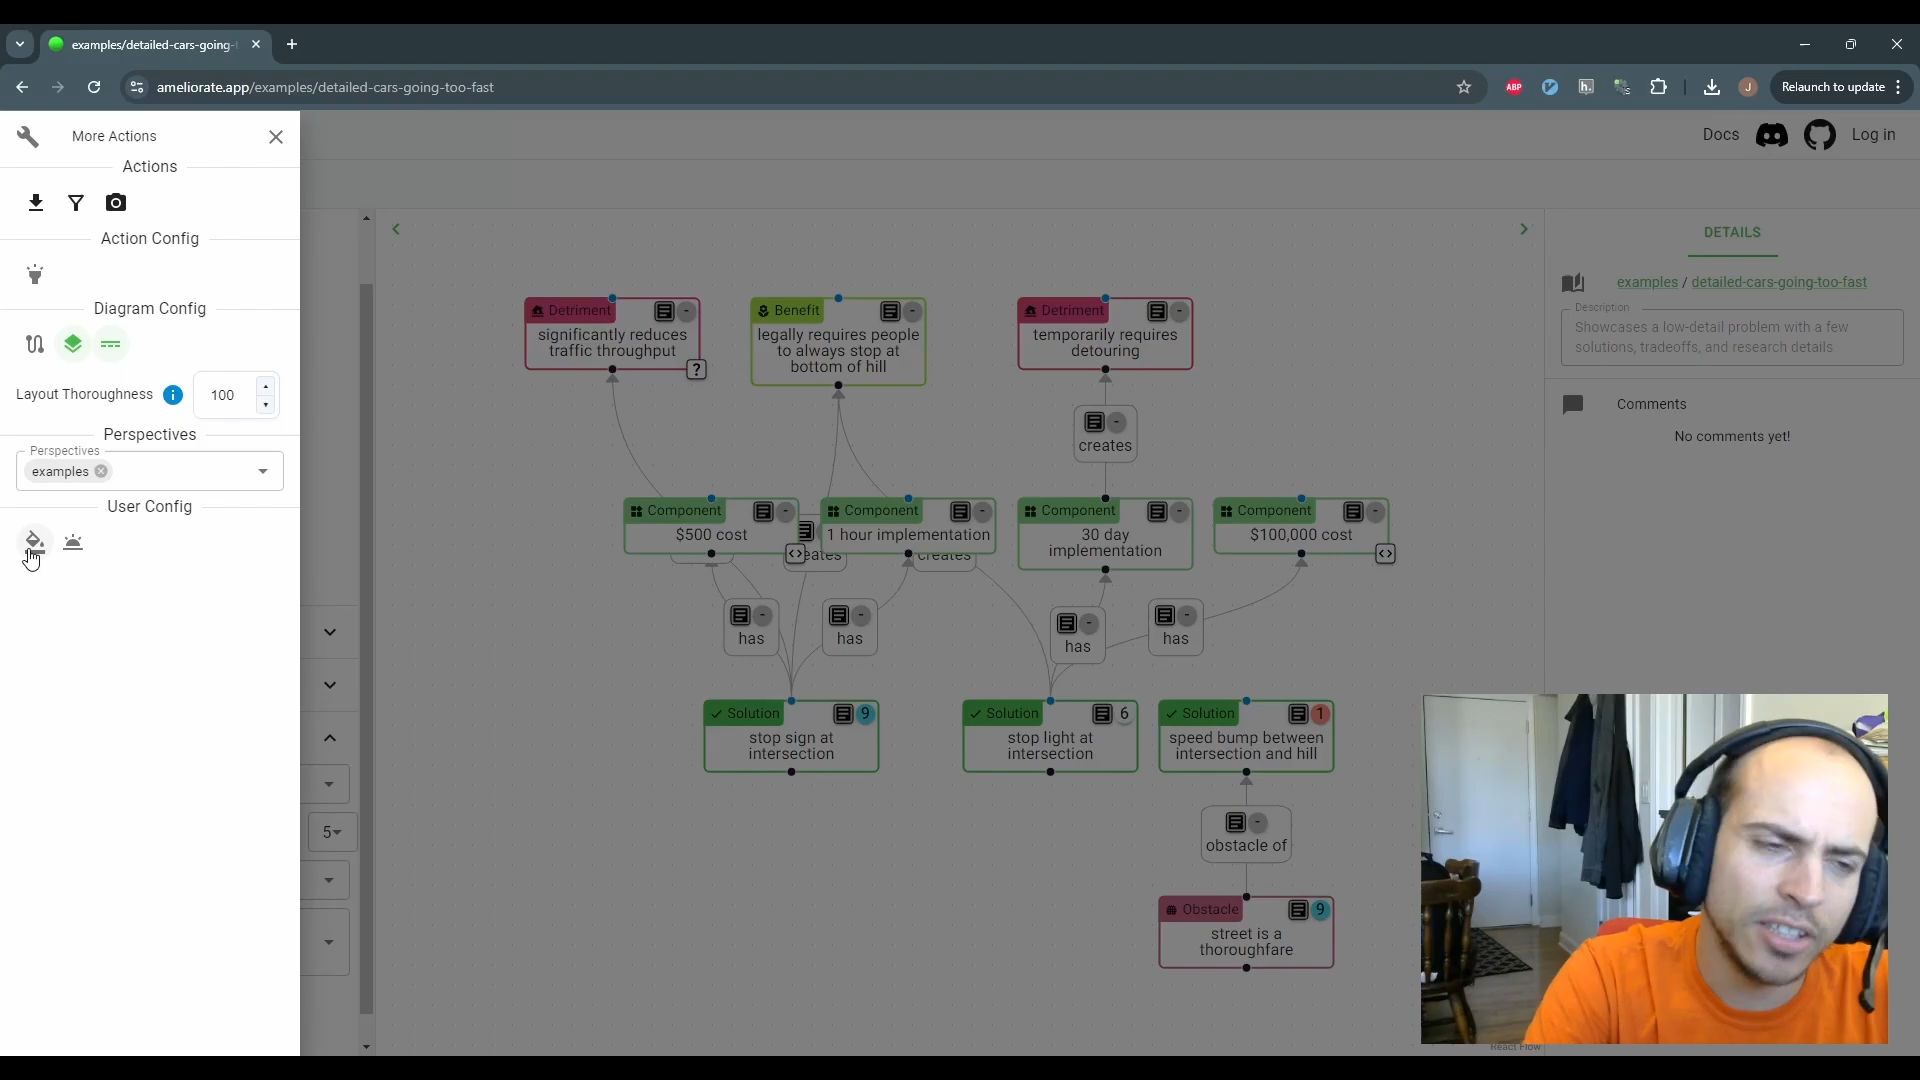 examples/detailed-cars-going-
ameliorate.app/examples/detailed-cars-going-too-fast
ABP
h.
J
Relaunch to update
More Actions
Docs
Log in
Actions
Action Config
Diagram Config
Layout Thoroughness
i
100
Perspectives
Perspectives
examples
User Config
5
DETAILS
examples / detailed-cars-going-too-fast
Description
Showcases a low-detail problem with a few
solutions, tradeoffs, and research details
Comments
No comments yet!
Detriment
-
significantly reduces
traffic throughput
?
Benefit
-
legally requires people
to always stop at
bottom of hill
Detriment
-
temporarily requires
detouring
-
creates
Component
-
$500 cost
<>
Component
-
1 hour implementation
eates
creates
Component
-
30 day
implementation
Component
-
$100,000 cost
<>
-
has
-
has
-
has
-
has
Solution
9
stop sign at
intersection
Solution
6
stop light at
intersection
Solution
1
speed bump between
intersection and hill
-
obstacle of
Obstacle
9
street is a
thoroughfare
React Flow